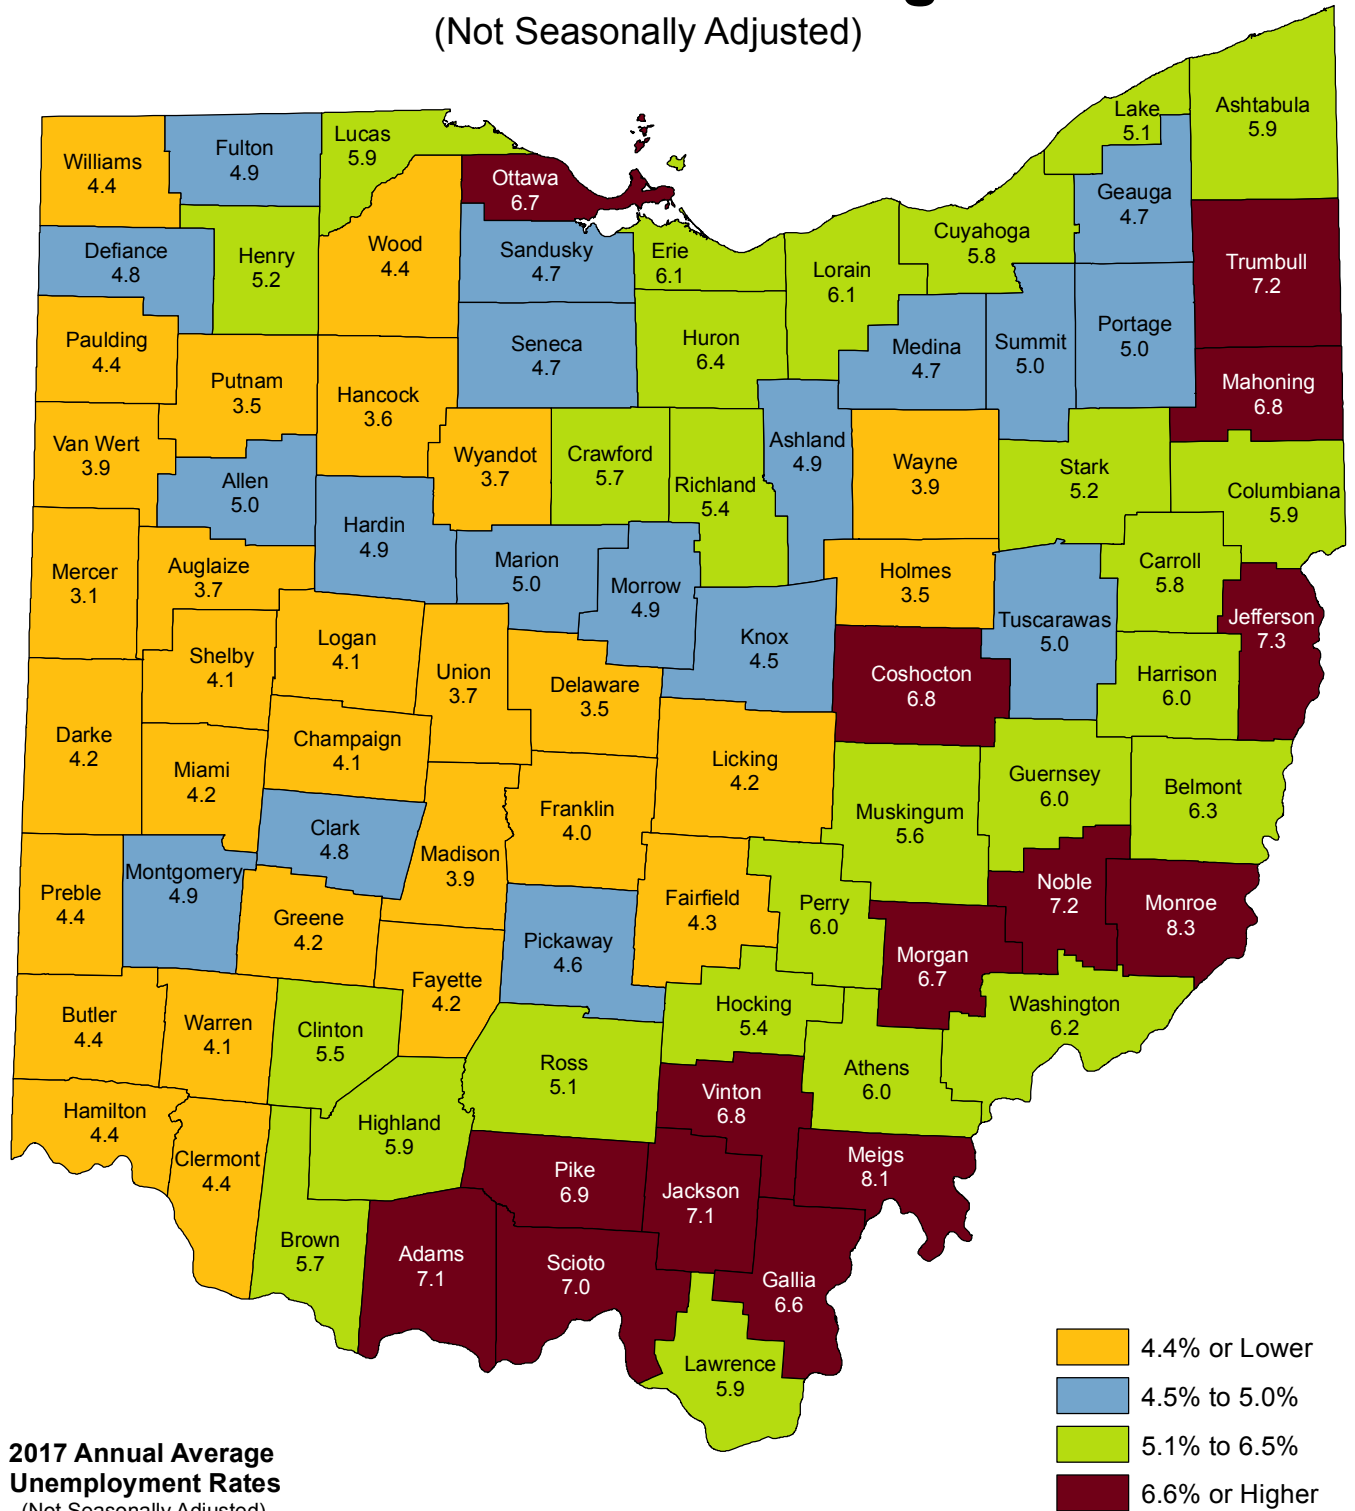 (Not Seasonally Adjusted)
Lake
5.1
Ashtabula
5.9
Williams
4.4
Fulton
4.9
Lucas
5.9
Ottawa
6.7
Geauga
4.7
Defiance
4.8
Henry
5.2
Wood
4.4
Sandusky
4.7
Erie
6.1
Lorain
6.1
Cuyahoga
5.8
Trumbull
7.2
Paulding
4.4
Putnam
3.5
Hancock
3.6
Seneca
4.7
Huron
6.4
Medina
4.7
Summit
5.0
Portage
5.0
Mahoning
6.8
Van Wert
3.9
Allen
5.0
Wyandot
3.7
Crawford
5.7
Richland
5.4
Ashland
4.9
Wayne
3.9
Stark
5.2
Columbiana
5.9
Mercer
3.1
Auglaize
3.7
Hardin
4.9
Marion
5.0
Morrow
4.9
Knox
4.5
Holmes
3.5
Tuscarawas
5.0
Carroll
5.8
Jefferson
7.3
Shelby
4.1
Logan
4.1
Union
3.7
Delaware
3.5
Coshocton
6.8
Harrison
6.0
Darke
4.2
Miami
4.2
Champaign
4.1
Licking
4.2
Guernsey
6.0
Belmont
6.3
Clark
4.8
Madison
3.9
Franklin
4.0
Muskingum
5.6
Preble
4.4
Montgomery
4.9
Greene
4.2
Fairfield
4.3
Perry
6.0
Noble
7.2
Monroe
8.3
Fayette
4.2
Pickaway
4.6
Morgan
6.7
Washington
6.2
Butler
4.4
Warren
4.1
Clinton
5.5
Hocking
5.4
Ross
5.1
Athens
6.0
Vinton
6.8
Hamilton
4.4
Clermont
4.4
Highland
5.9
Pike
6.9
Jackson
7.1
Meigs
8.1
Brown
5.7
Adams
7.1
Scioto
7.0
Gallia
6.6
Lawrence
5.9
4.4% or Lower
4.5% to 5.0%
5.1% to 6.5%
6.6% or Higher
2017 Annual Average
Unemployment Rates
(Not Seasonally Adjusted)